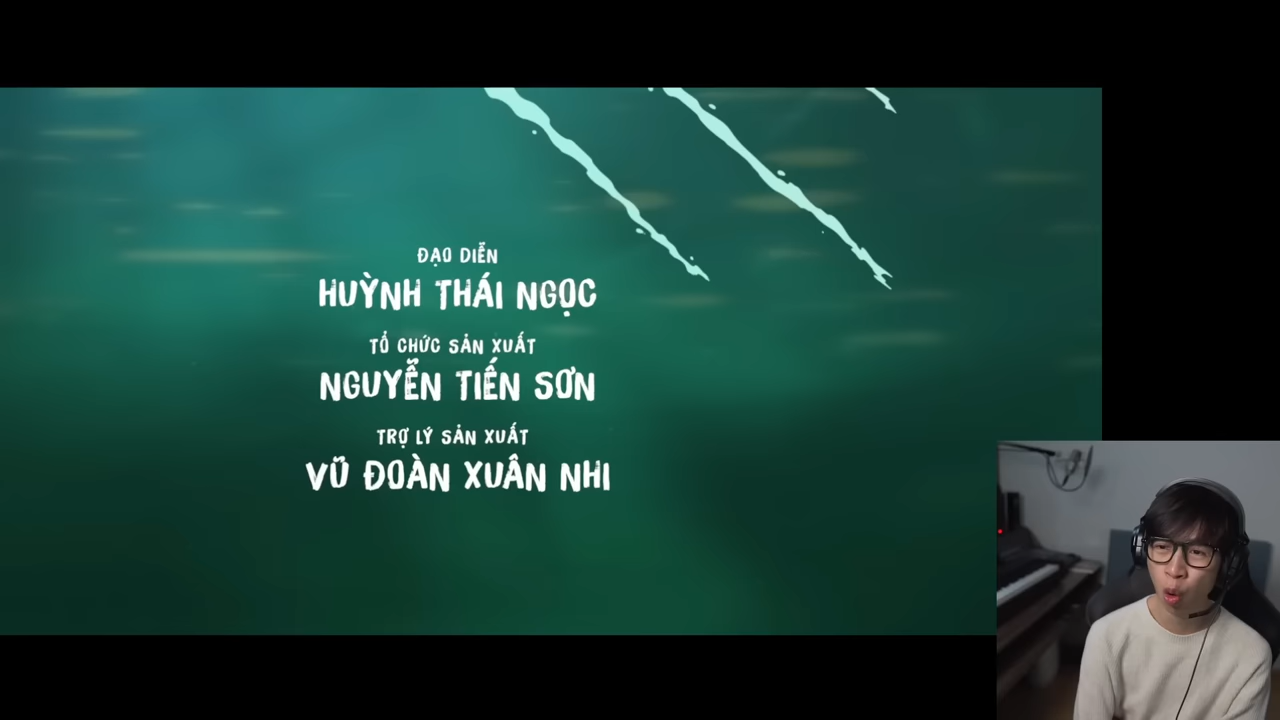 ĐẠO DIỄN
HUỲNH THÁI NGỌC
TỔ CHỨC SẢN XUẤT
NGUYỄN TIẾN SƠN
TRỢ LÝ SẢN XUẤT
VŨ ĐOÀN XUÂN NHI